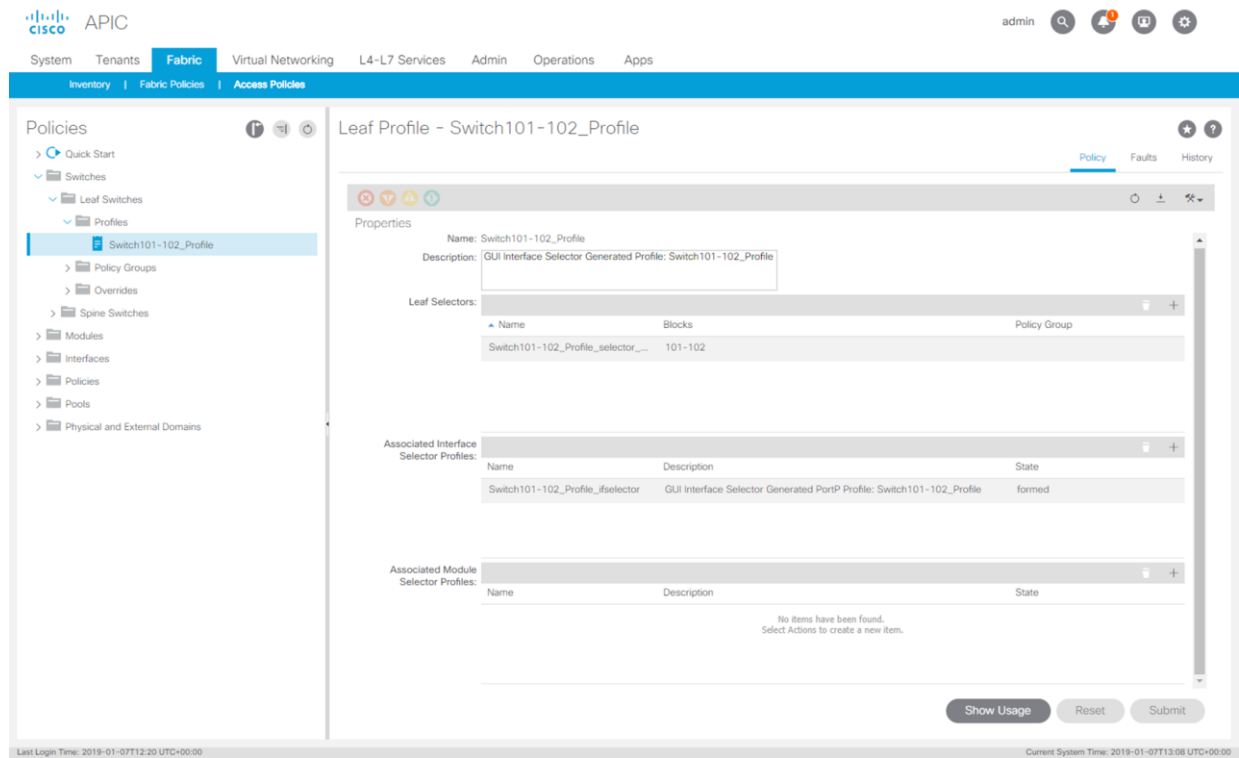 CISCO APIC
admin
1
System Tenants Fabric Virtual Networking L4-L7 Services Admin Operations Apps
Inventory | Fabric Policies | Access Policies
Policies
Quick Start
Switches
Leaf Switches
Profiles
Switch101-102_Profile
Policy Groups
Overrides
Spine Switches
Modules
Interfaces
Policies
Pools
Physical and External Domains
Leaf Profile - Switch101-102_Profile
Policy Faults History
Properties
Name: Switch101-102_Profile
Description: GUI Interface Selector Generated Profile: Switch101-102_Profile
Leaf Selectors:
Name Blocks Policy Group
Switch101-102_Profile_selector_... 101-102
Associated Interface
Selector Profiles:
Name Description State
Switch101-102_Profile_ifselector GUI Interface Selector Generated PortP Profile: Switch101-102_Profile formed
Associated Module
Selector Profiles:
Name Description State
No items have been found.
Select Actions to create a new item.
Show Usage Reset Submit
Last Login Time: 2019-01-07T12:20 UTC+00:00
Current System Time: 2019-01-07T13:08 UTC+00:00